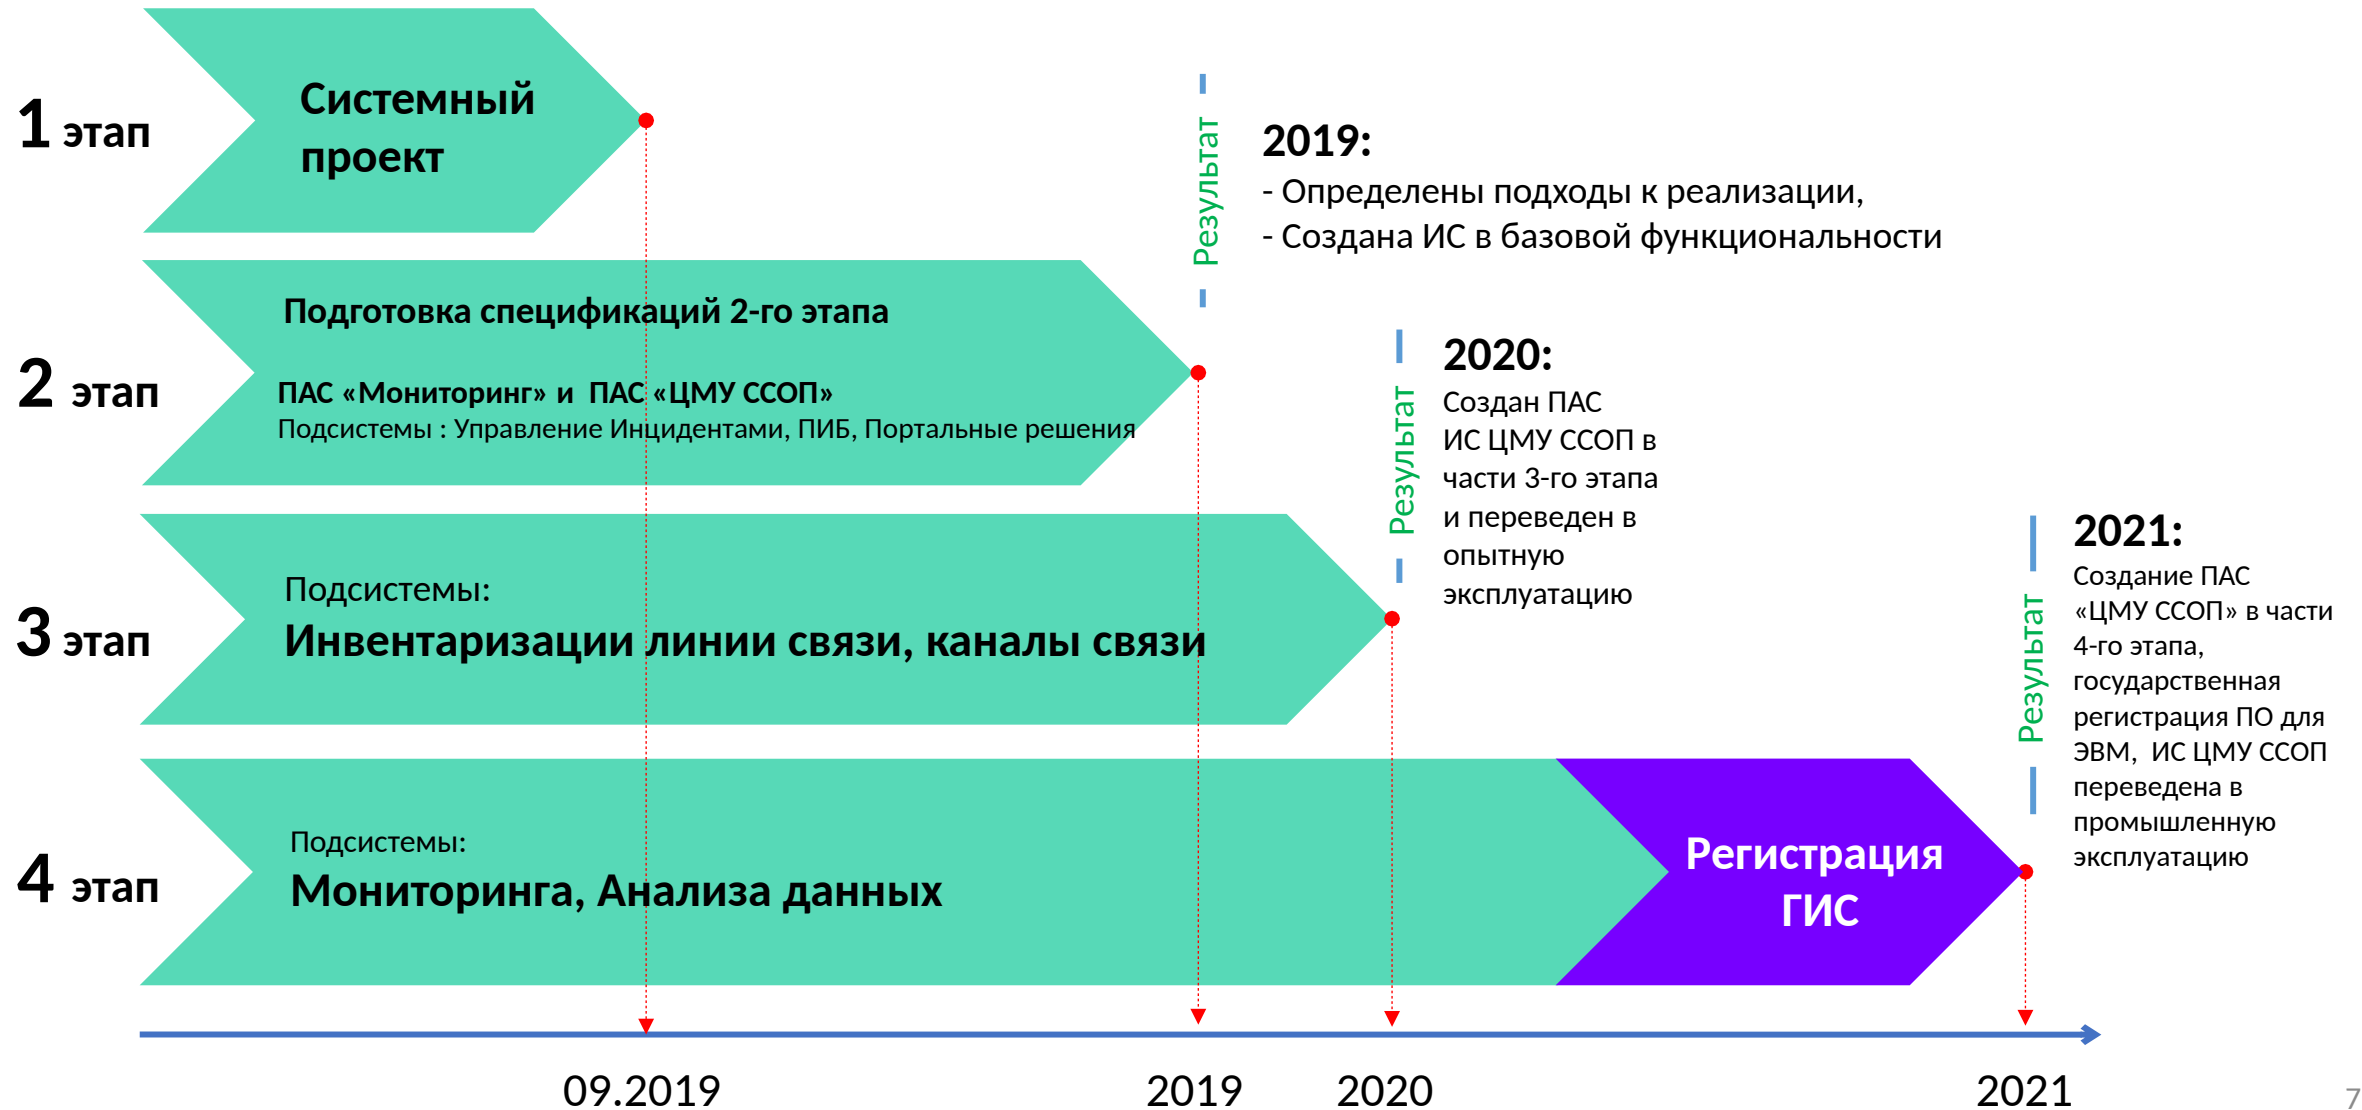 1 этап
Системный
проект
Результат
2019:
- Определены подходы к реализации,
- Создана ИС в базовой функциональности
2 этап
Подготовка спецификаций 2-го этапа
ПАС «Мониторинг» и  ПАС «ЦМУ ССОП»
Подсистемы : Управление Инцидентами, ПИБ, Портальные решения
Результат
2020:
Создан ПАС
ИС ЦМУ ССОП в
части 3-го этапа
и переведен в
опытную
эксплуатацию
3 этап
Подсистемы:
Инвентаризации линии связи, каналы связи
Результат
2021:
Создание ПАС
«ЦМУ ССОП» в части
4-го этапа,
государственная
регистрация ПО для
ЭВМ,  ИС ЦМУ ССОП
переведена в
промышленную
эксплуатацию
4 этап
Подсистемы:
Мониторинга, Анализа данных
Регистрация
ГИС
09.2019
2019
2020
2021
7